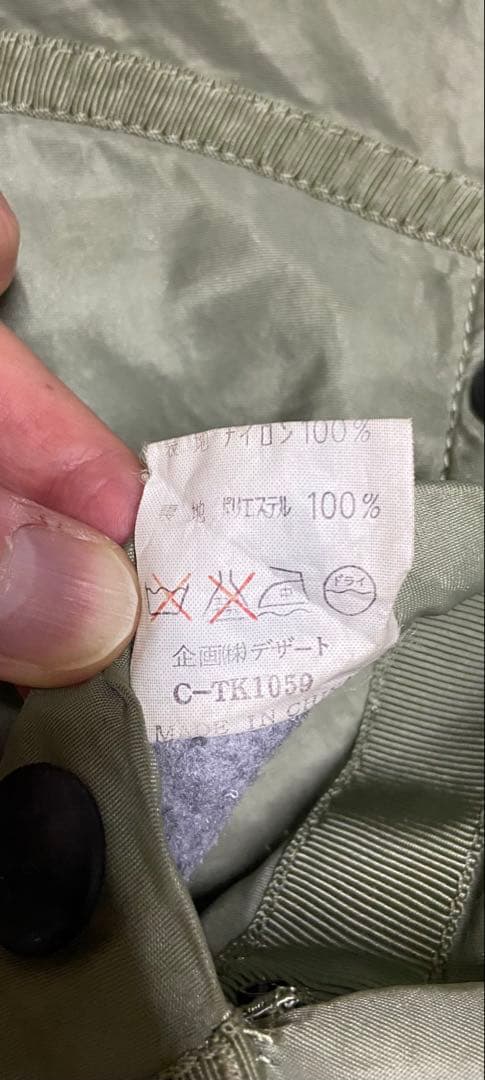 表 地 ナイロン 100%
裏 地 ポリエステル 100%
中 ドライ
企画(株)デザート
C-TK1059
MADE IN